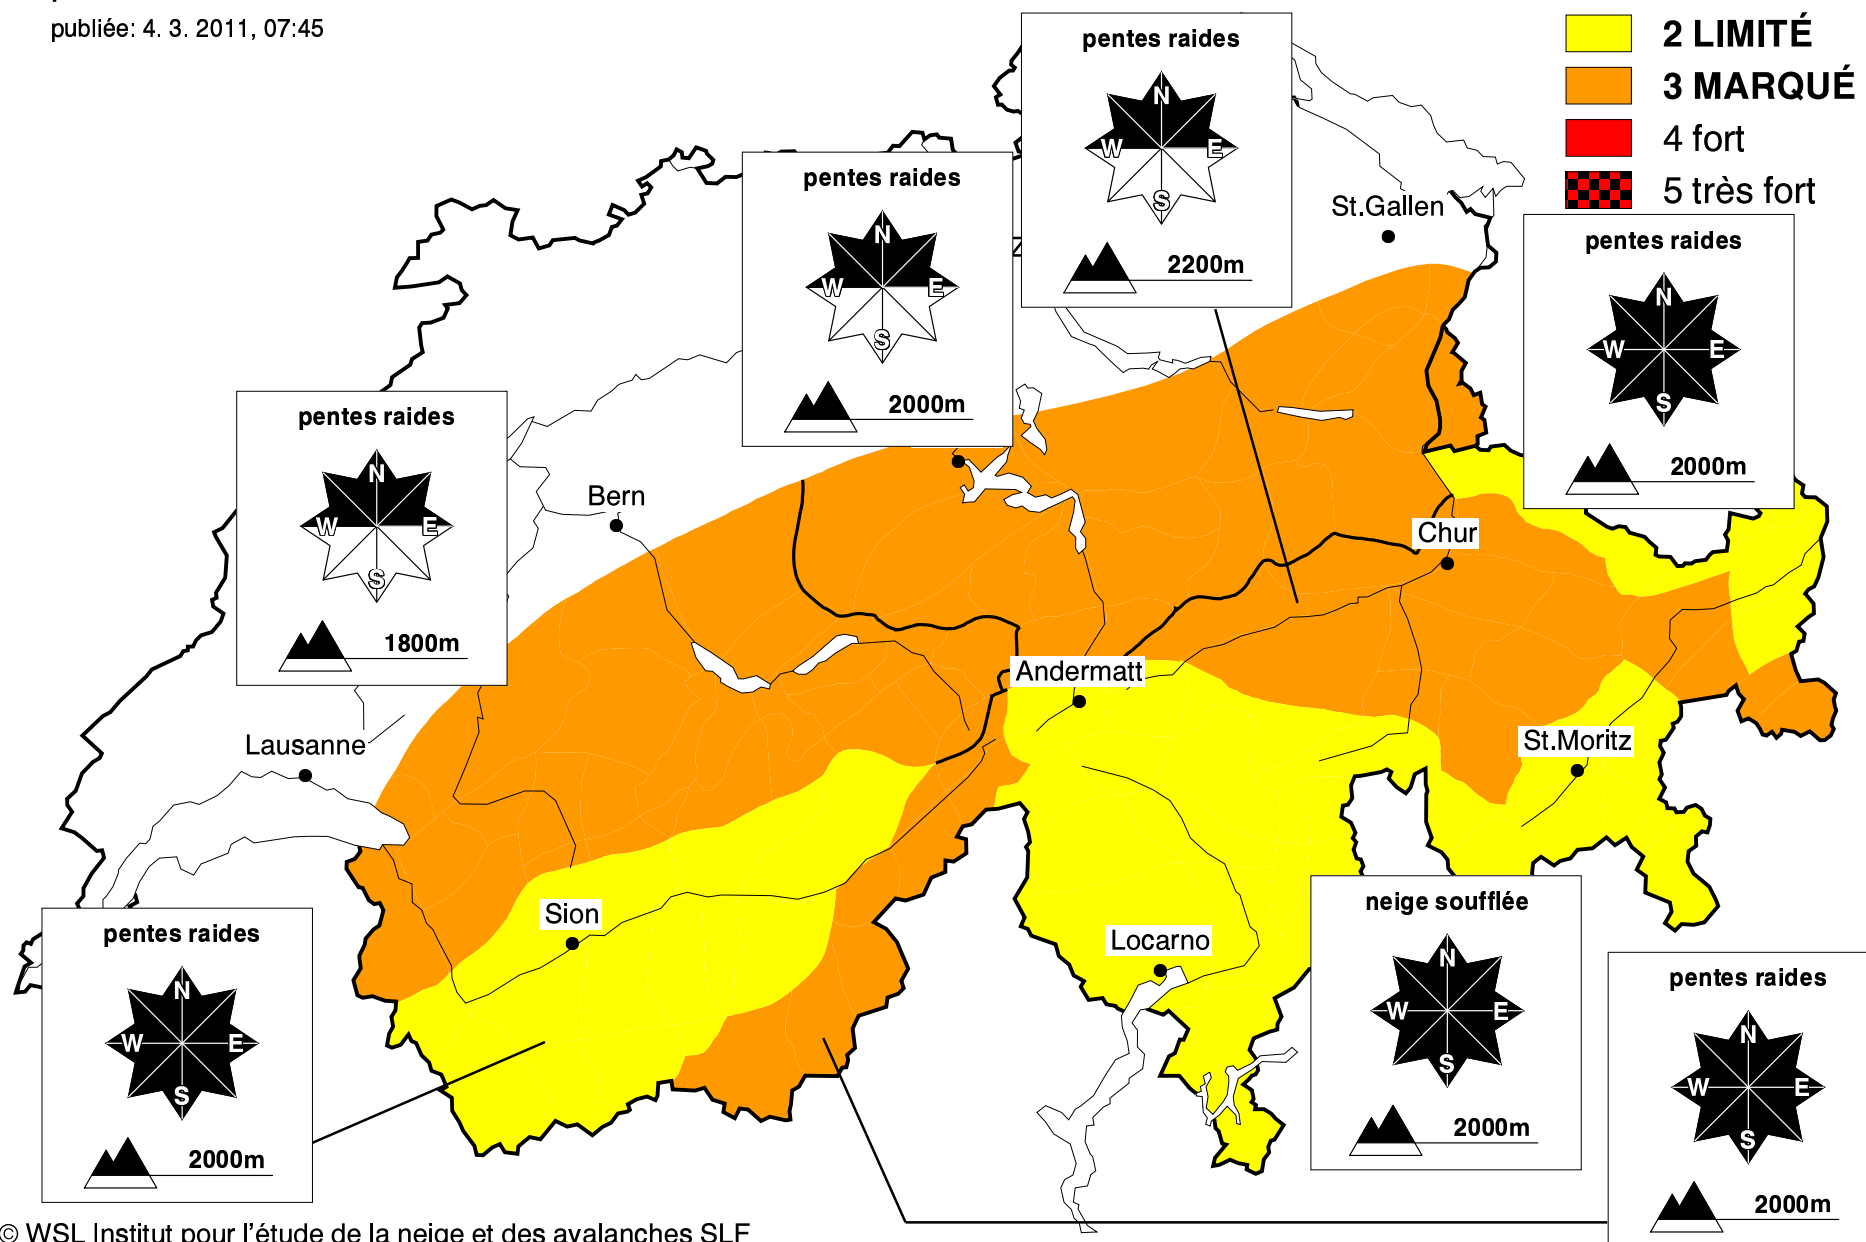 publiée: 4. 3. 2011, 07:45
2 LIMITÉ
3 MARQUÉ
4 fort
5 très fort
pentes raides
N
W E
S
2200m
pentes raides
N
W E
S
2000m
St.Gallen
pentes raides
N
W E
S
2000m
pentes raides
N
W E
S
1800m
Bern
Chur
Andermatt
Lausanne
St.Moritz
Sion
Locarno
pentes raides
N
W E
S
2000m
neige soufflée
N
W E
S
2000m
pentes raides
N
W E
S
2000m
© WSL Institut pour l'étude de la neige et des avalanches SLF